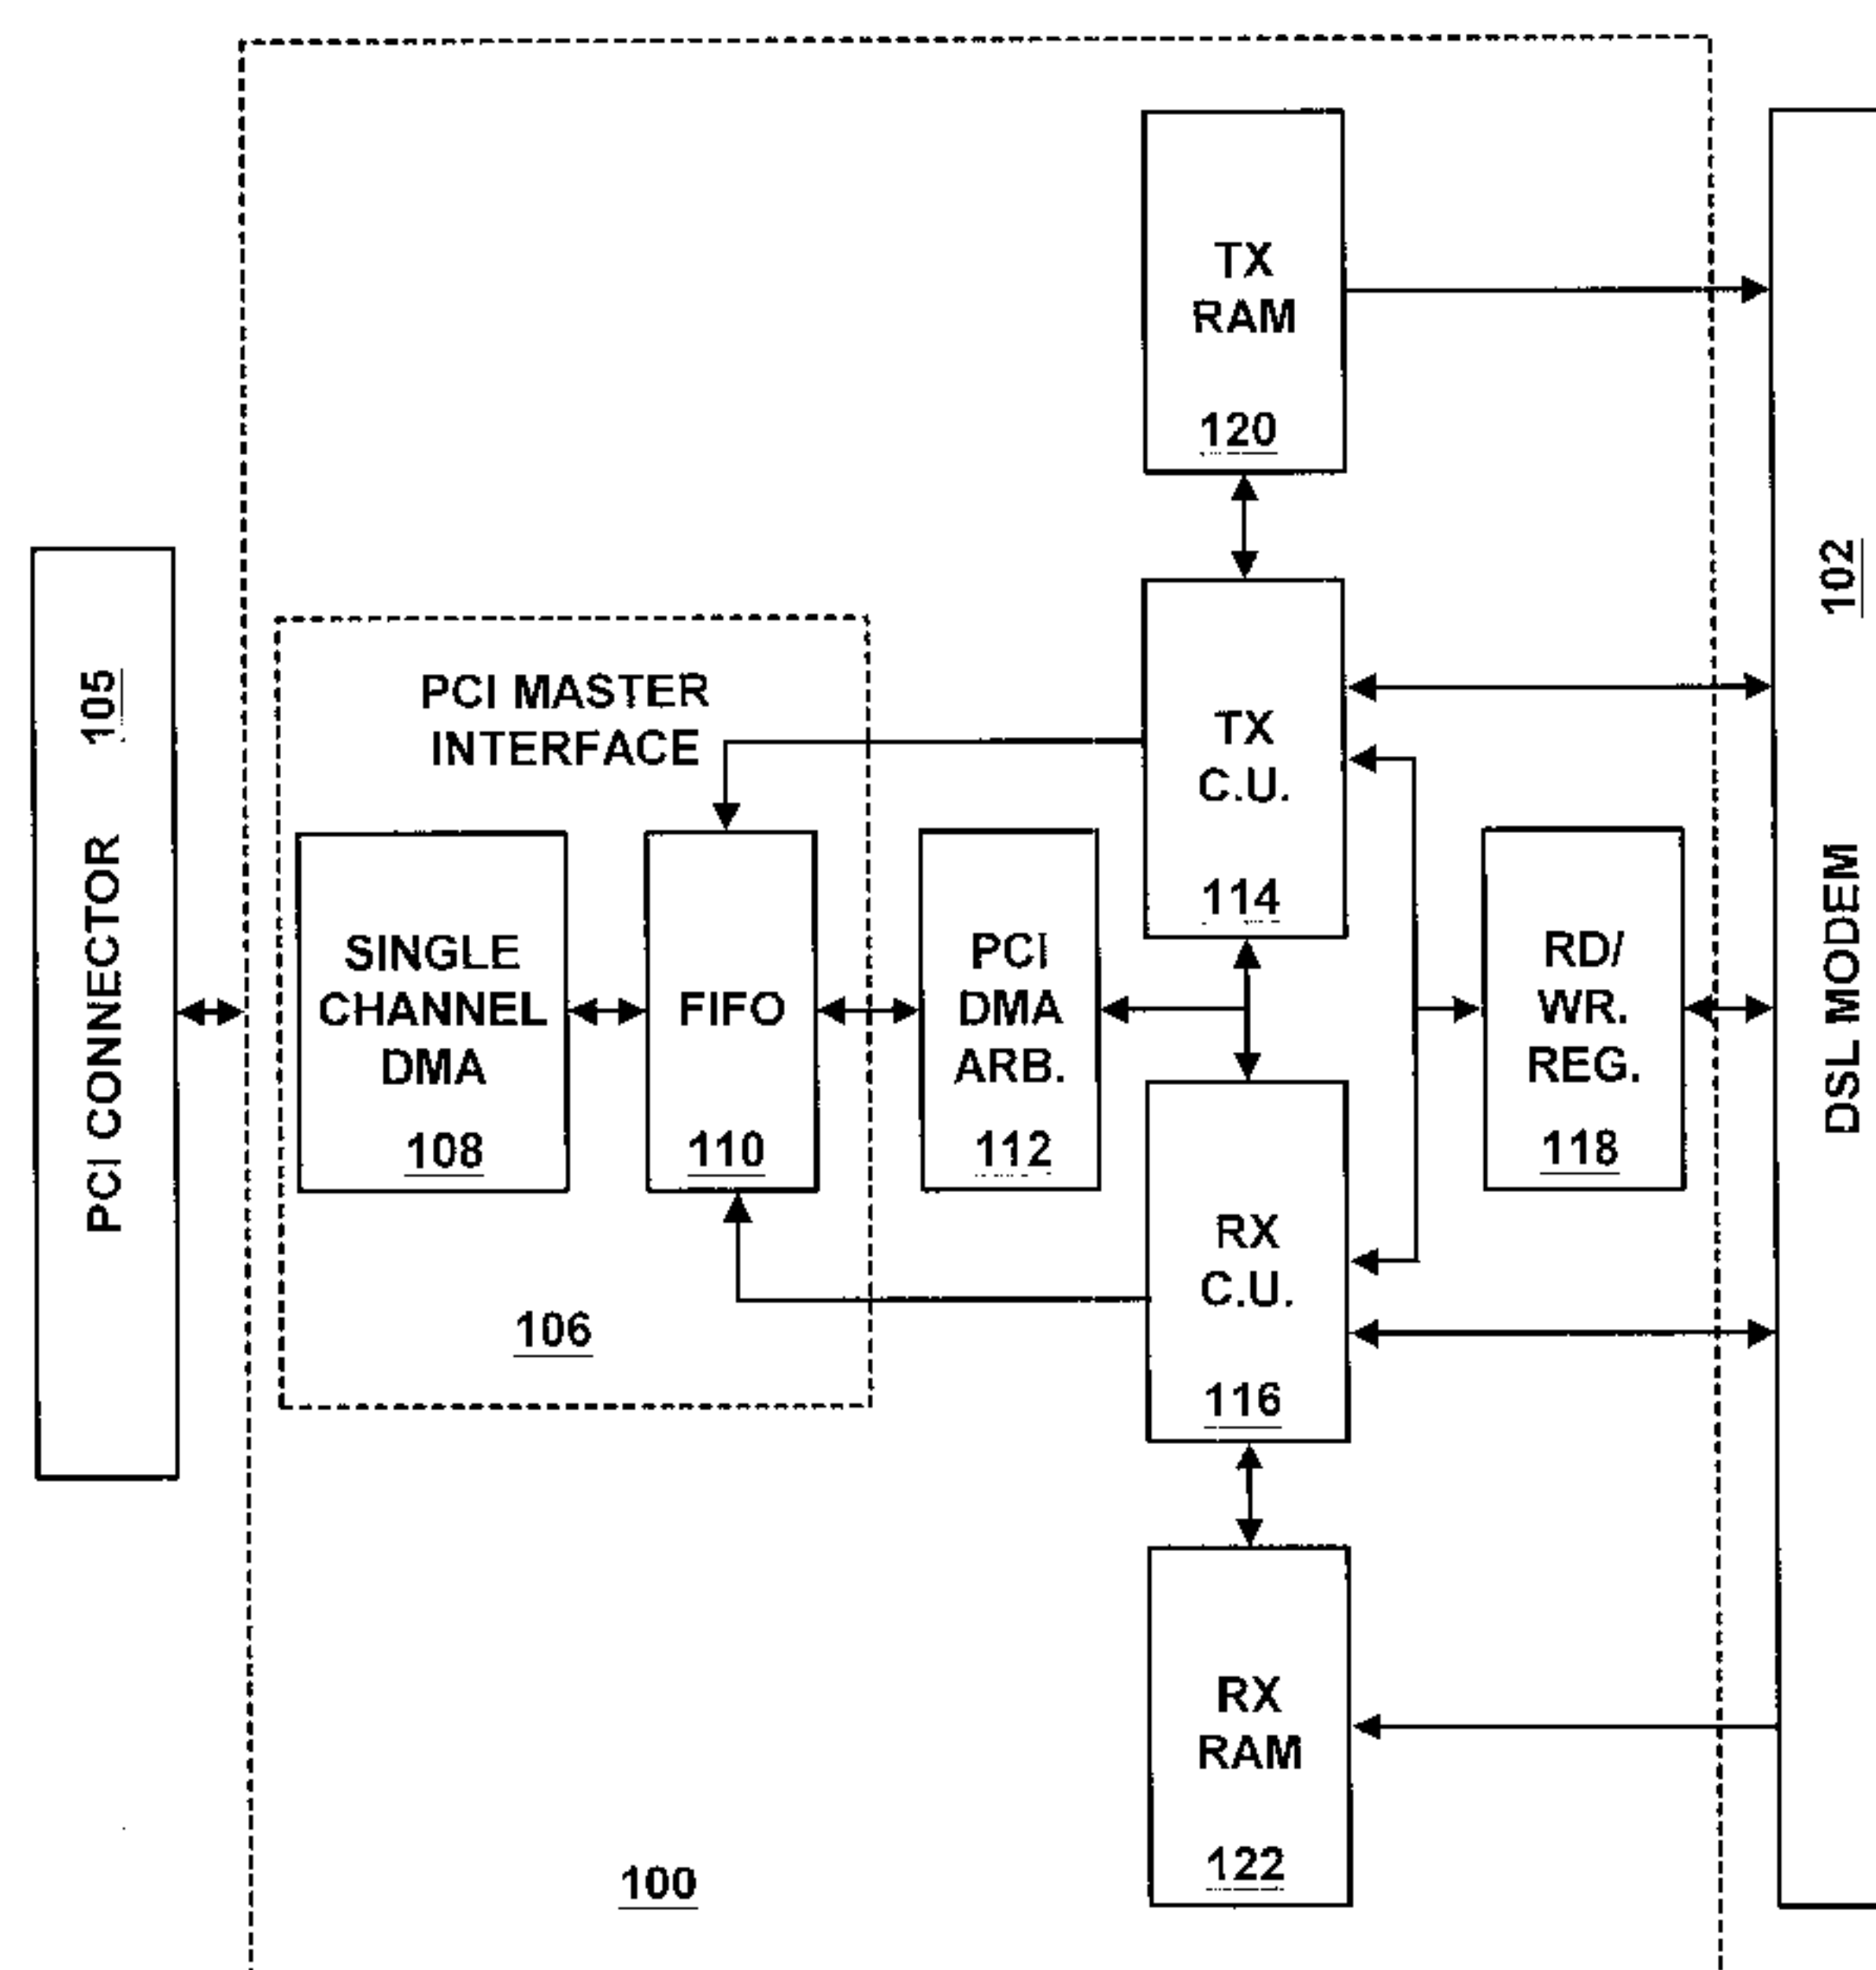 TX
RAM
120
102
DSL MODEM
PCI CONNECTOR 105
PCI MASTER
INTERFACE
TX
C.U.
114
SINGLE
CHANNEL
DMA
108
FIFO
110
PCI
DMA
ARB.
112
RD/
WR.
REG.
118
RX
C.U.
116
106
RX
RAM
122
100